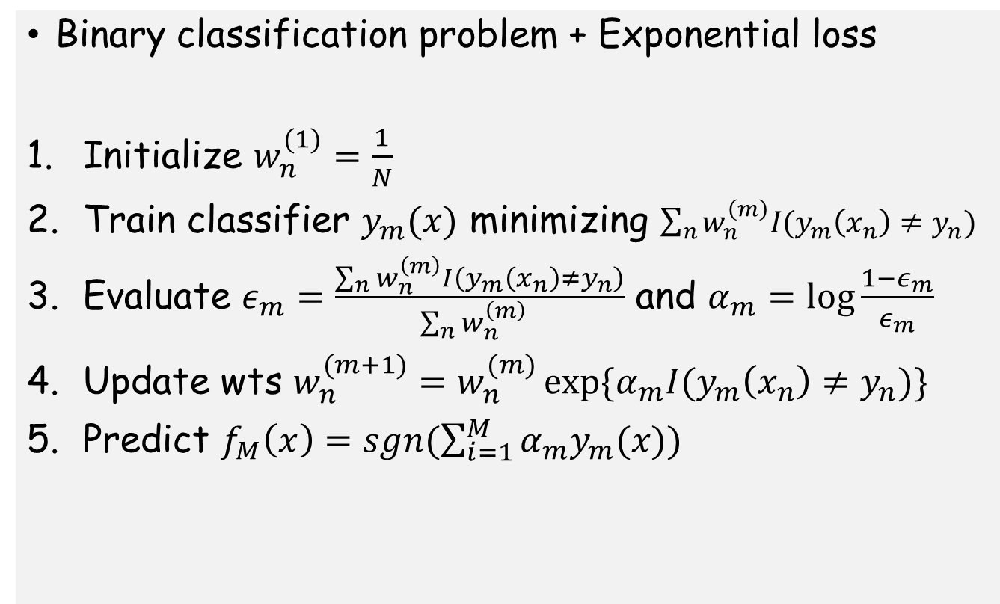 • Binary classification problem + Exponential loss
1. Initialize $w_n^{(1)} = \frac{1}{N}$
2. Train classifier $y_m(x)$ minimizing $\sum_n w_n^{(m)} I(y_m(x_n) \neq y_n)$
3. Evaluate $\epsilon_m = \frac{\sum_n w_n^{(m)} I(y_m(x_n) \neq y_n)}{\sum_n w_n^{(m)}}$ and $\alpha_m = \log \frac{1-\epsilon_m}{\epsilon_m}$
4. Update wts $w_n^{(m+1)} = w_n^{(m)} \exp\{\alpha_m I(y_m(x_n) \neq y_n)\}$
5. Predict $f_M(x) = sgn(\sum_{i=1}^{M} \alpha_m y_m(x))$